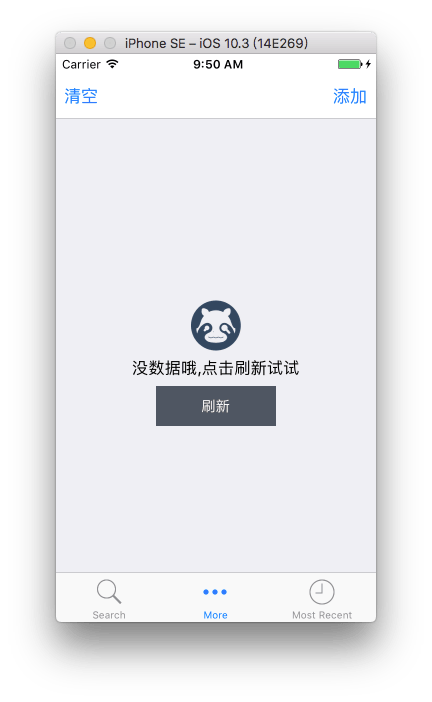 iPhone SE – iOS 10.3 (14E269)
Carrier 9:50 AM
清空 添加
没数据哦,点击刷新试试
刷新
Search More Most Recent